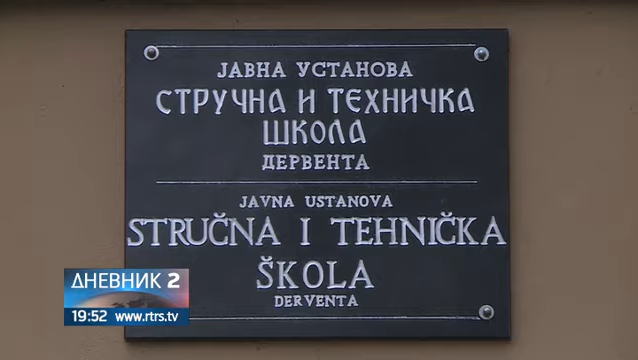 ЈАВНА УСТАНОВА
СТРУЧНА И ТЕХНИЧКА
ШКОЛА
ДЕРВЕНТА
JAVNA USTANOVA
STRUČNA I TEHNIČKA
ŠKOLA
DERVENTA
ДНЕВНИК 2
19:52 www.rtrs.tv